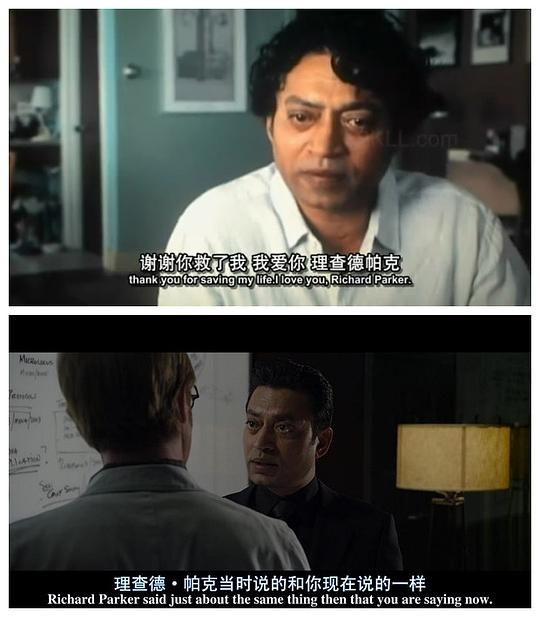 KLL.com
谢谢你救了我 我爱你 理查德帕克
thank you for saving my life.I love you, Richard Parker.
理查德·帕克当时说的和你现在说的一样
Richard Parker said just about the same thing then that you are saying now.